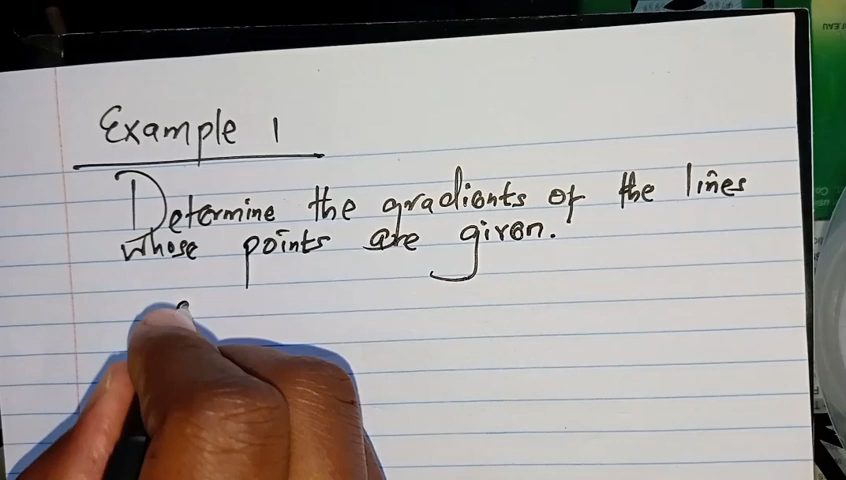 Example 1
Determine the gradients of the lines
whose points are given.